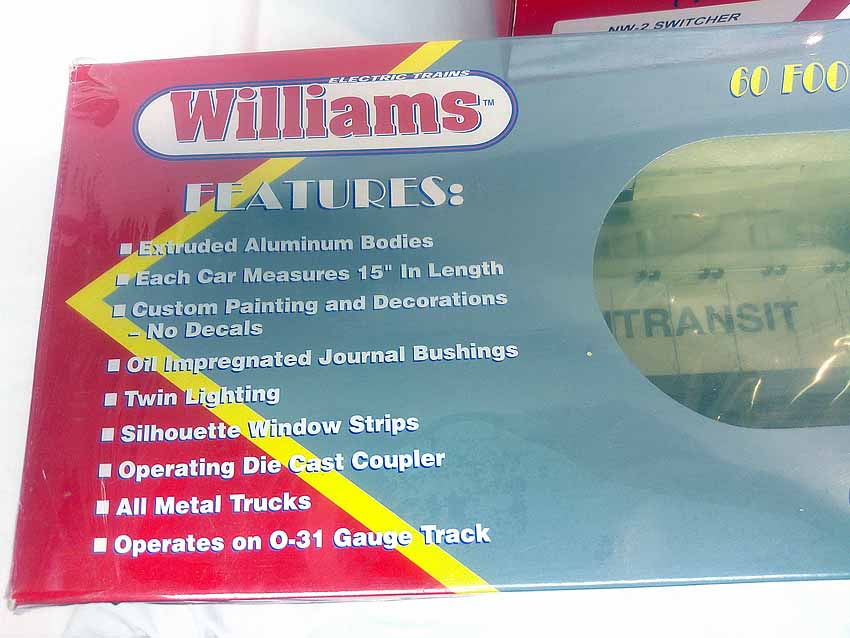 NW-2 SWITCHER
ELECTRIC TRAINS
Williams™
60 FOO
FEATURES:
■ Extruded Aluminum Bodies
■ Each Car Measures 15" In Length
■ Custom Painting and Decorations
– No Decals
■ Oil Impregnated Journal Bushings
■ Twin Lighting
■ Silhouette Window Strips
■ Operating Die Cast Coupler
■ All Metal Trucks
■ Operates on O-31 Gauge Track
TRANSIT